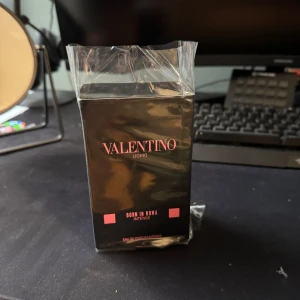 VALENTINO
UOMO
BORN IN ROMA
INTENSE